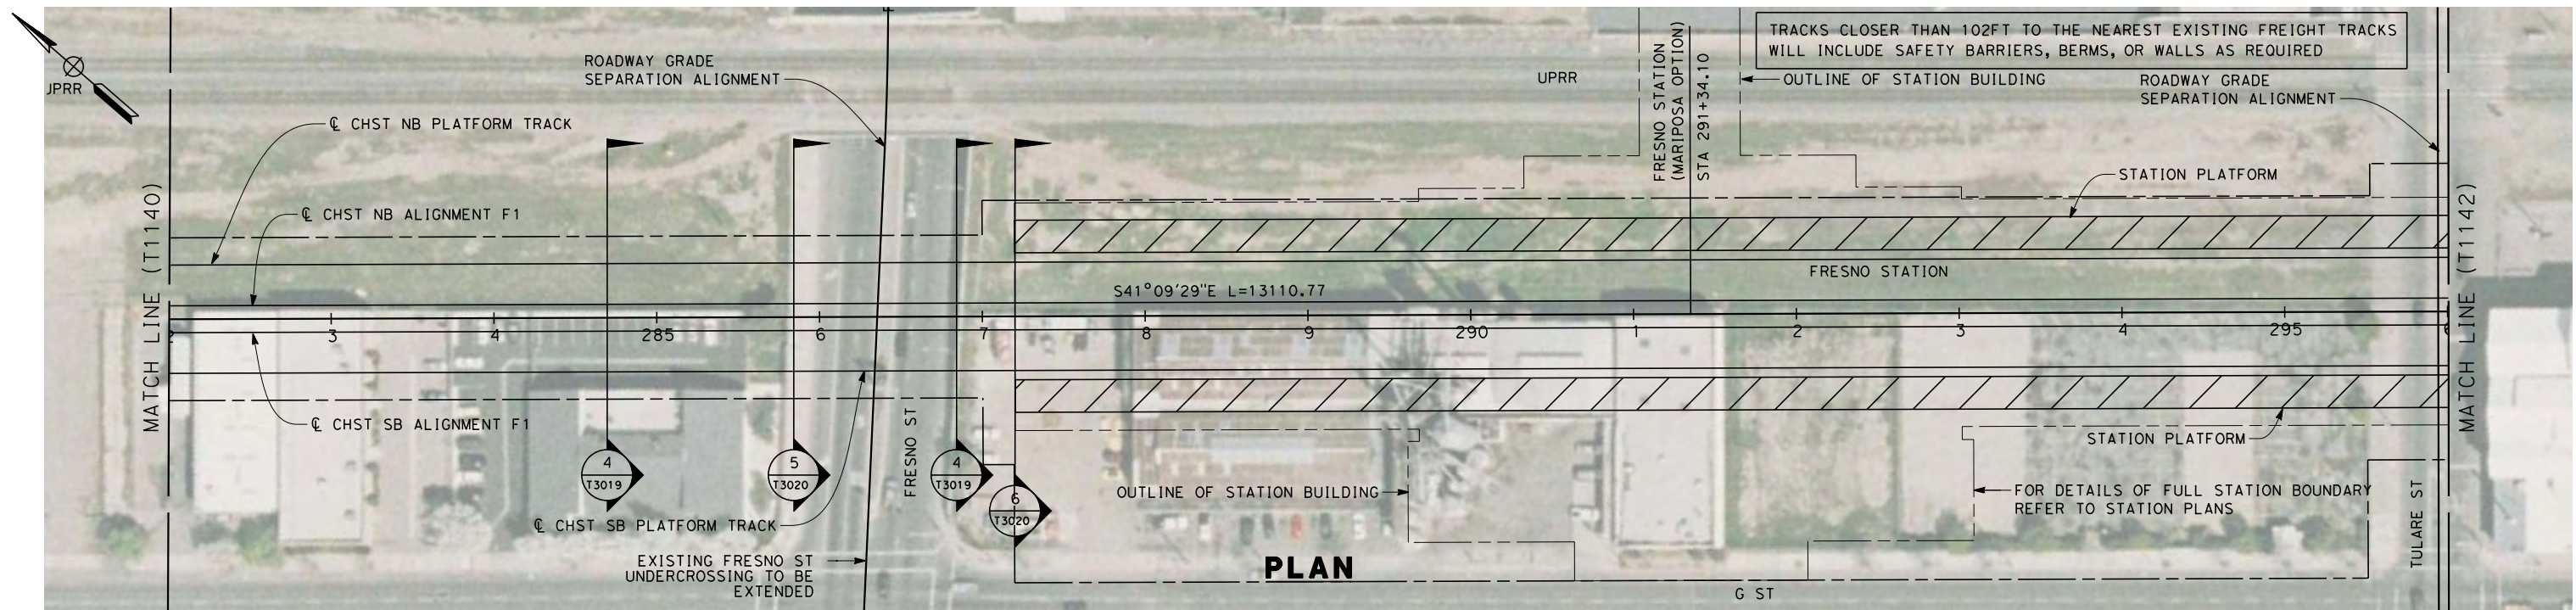 JPRR
ROADWAY GRADE
SEPARATION ALIGNMENT
UPRR
FRESNO STATION
(MARIPOSA OPTION)
STA 291+34.10
TRACKS CLOSER THAN 102FT TO THE NEAREST EXISTING FREIGHT TRACKS
WILL INCLUDE SAFETY BARRIERS, BERMS, OR WALLS AS REQUIRED
OUTLINE OF STATION BUILDING
ROADWAY GRADE
SEPARATION ALIGNMENT
℄ CHST NB PLATFORM TRACK
℄ CHST NB ALIGNMENT F1
STATION PLATFORM
MATCH LINE (T1140)
MATCH LINE (T1142)
FRESNO STATION
S41°09'29"E L=13110.77
2 3 4 285 6 7 8 9 290 1 2 3 4 295 6
℄ CHST SB ALIGNMENT F1
STATION PLATFORM
4
T3019
5
T3020
FRESNO ST
4
T3019
6
T3020
OUTLINE OF STATION BUILDING
FOR DETAILS OF FULL STATION BOUNDARY
REFER TO STATION PLANS
TULARE ST
℄ CHST SB PLATFORM TRACK
EXISTING FRESNO ST
UNDERCROSSING TO BE
EXTENDED
PLAN
G ST